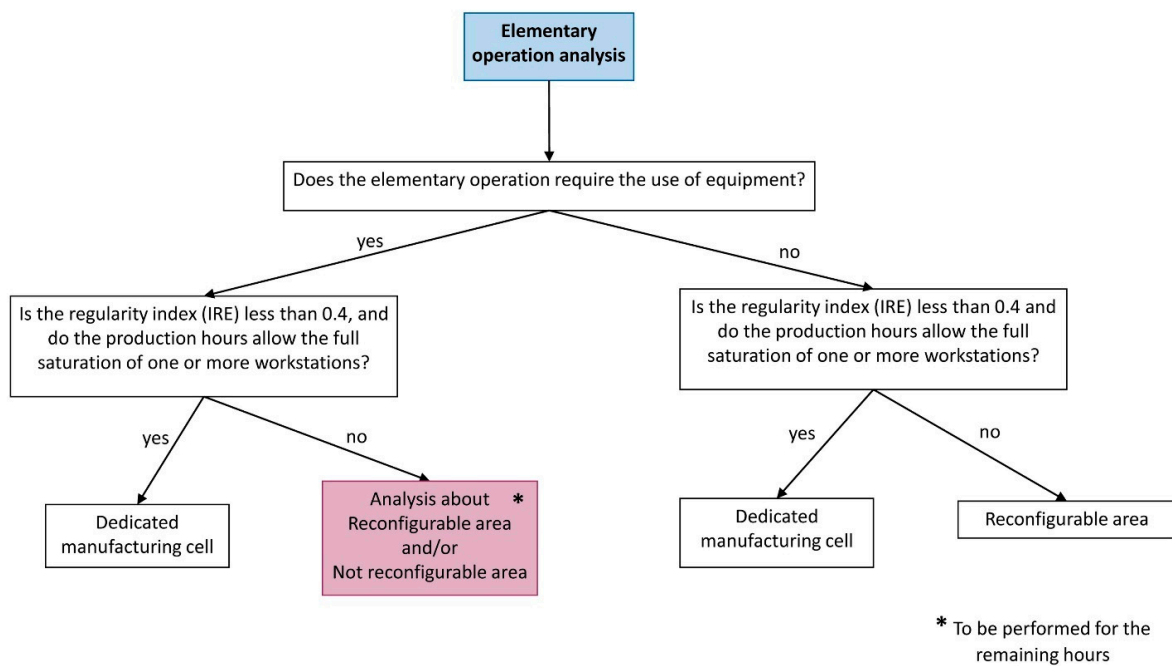 Elementary
operation analysis
Does the elementary operation require the use of equipment?
yes
no
Is the regularity index (IRE) less than 0.4, and
do the production hours allow the full
saturation of one or more workstations?
Is the regularity index (IRE) less than 0.4 and
do the production hours allow the full
saturation of one or more workstations?
yes
no
yes
no
Dedicated
manufacturing cell
Analysis about *
Reconfigurable area
and/or
Not reconfigurable area
Dedicated
manufacturing cell
Reconfigurable area
* To be performed for the
remaining hours